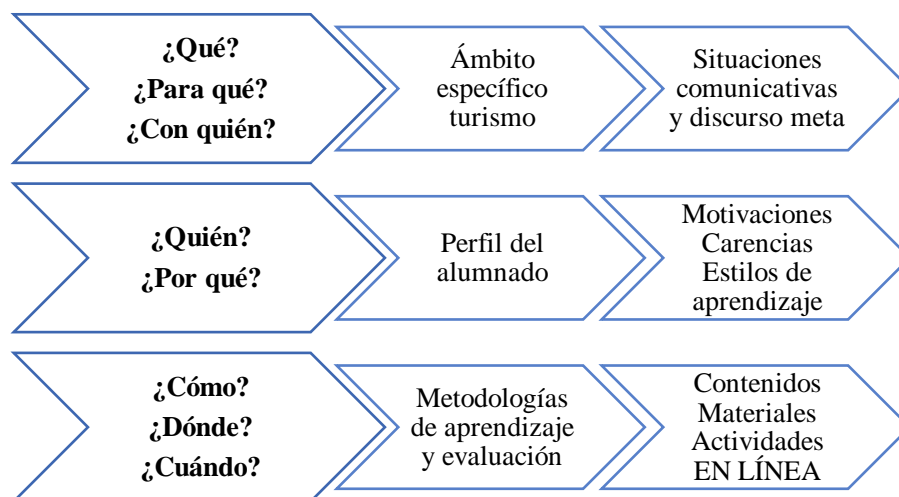 ¿Qué?
¿Para qué?
¿Con quién?
Ámbito
específico
turismo
Situaciones
comunicativas
y discurso meta
¿Quién?
¿Por qué?
Perfil del
alumnado
Motivaciones
Carencias
Estilos de
aprendizaje
¿Cómo?
¿Dónde?
¿Cuándo?
Metodologías
de aprendizaje
y evaluación
Contenidos
Materiales
Actividades
EN LÍNEA